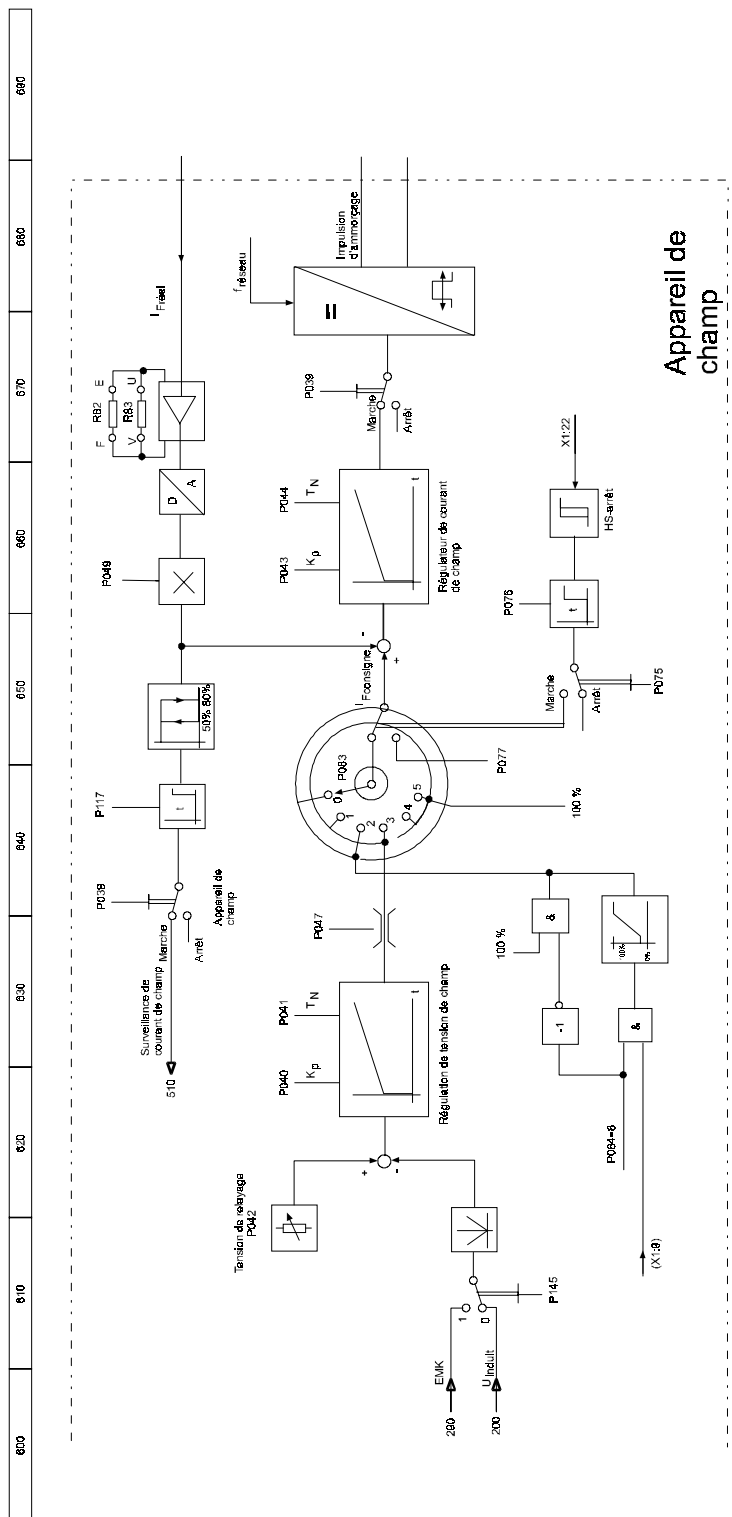 600
610
620
630
640
650
660
670
680
690
510
Surveillance de
courant de champ
Marche
Arrêt
P039
Appareil de
champ
P117
t
50% 80%
P049
D
A
F
V
R82
R83
E
U
I Fréel
Tension de relayage
P042
+
-
P040
Kp
P041
TN
t
Régulation de tension de champ
P047
0
1
2
3
4
5
P083
P077
100 %
I Fconsigne
-
+
P043
Kp
P044
TN
t
Régulateur de courant
de champ
P039
Marche
Arrêt
f réseau
=
Impulsion
d'ammorçage
290
EMK
200
U Induit
1
0
P145
(X1:9)
P084=8
-1
&
100 %
&
100%
0%
Marche
Arrêt
P075
P076
t
HS-arrêt
X1:22
Appareil de
champ